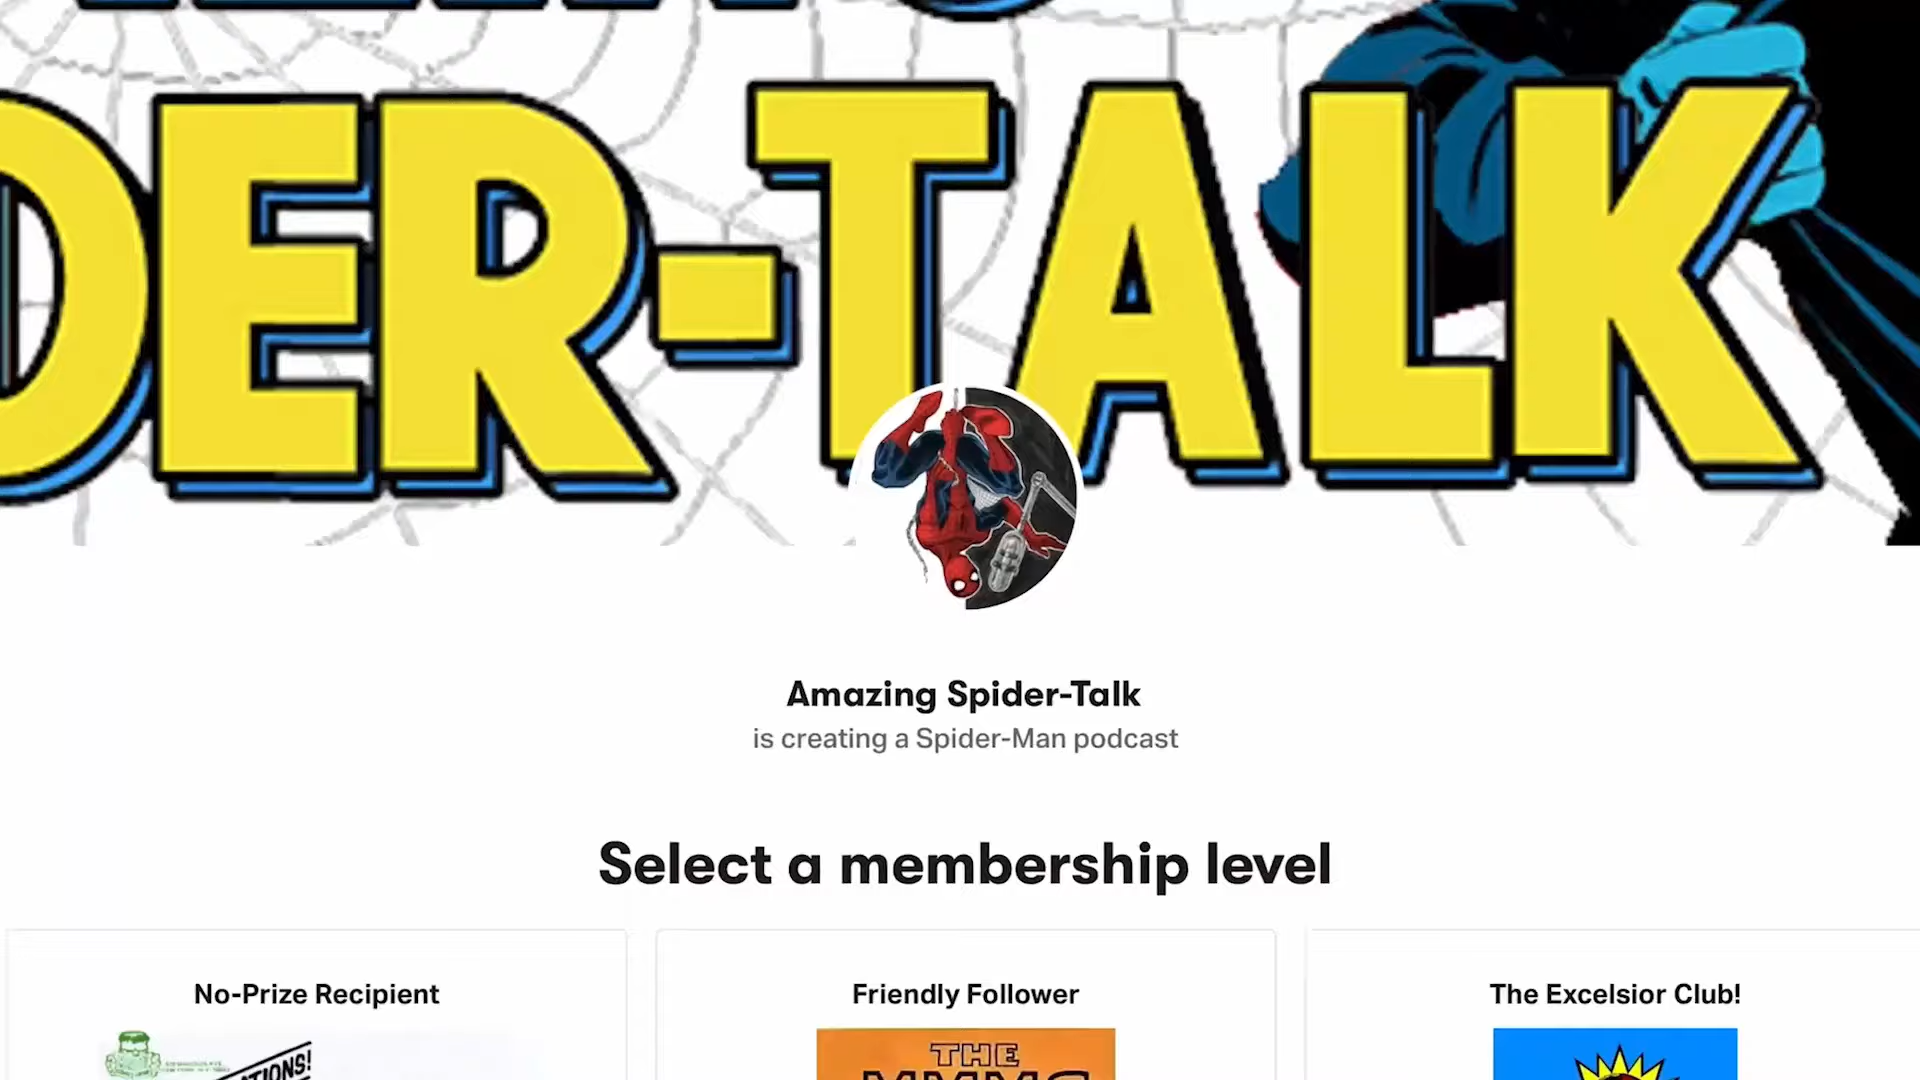 DER-TALK
Amazing Spider-Talk
is creating a Spider-Man podcast
Select a membership level
No-Prize Recipient
Friendly Follower
The Excelsior Club!
TIONS!
THE